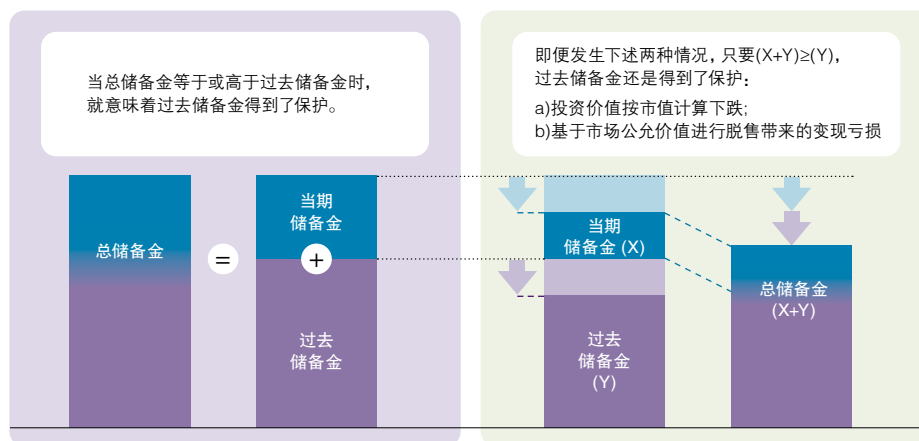 当总储备金等于或高于过去储备金时，
就意味着过去储备金得到了保护。
总储备金
=
当期
储备金
+
过去
储备金
即便发生下述两种情况，只要(X+Y)≥(Y)，
过去储备金还是得到了保护：
a)投资价值按市值计算下跌;
b)基于市场公允价值进行脱售带来的变现亏损
当期
储备金 (X)
过去
储备金
(Y)
总储备金
(X+Y)